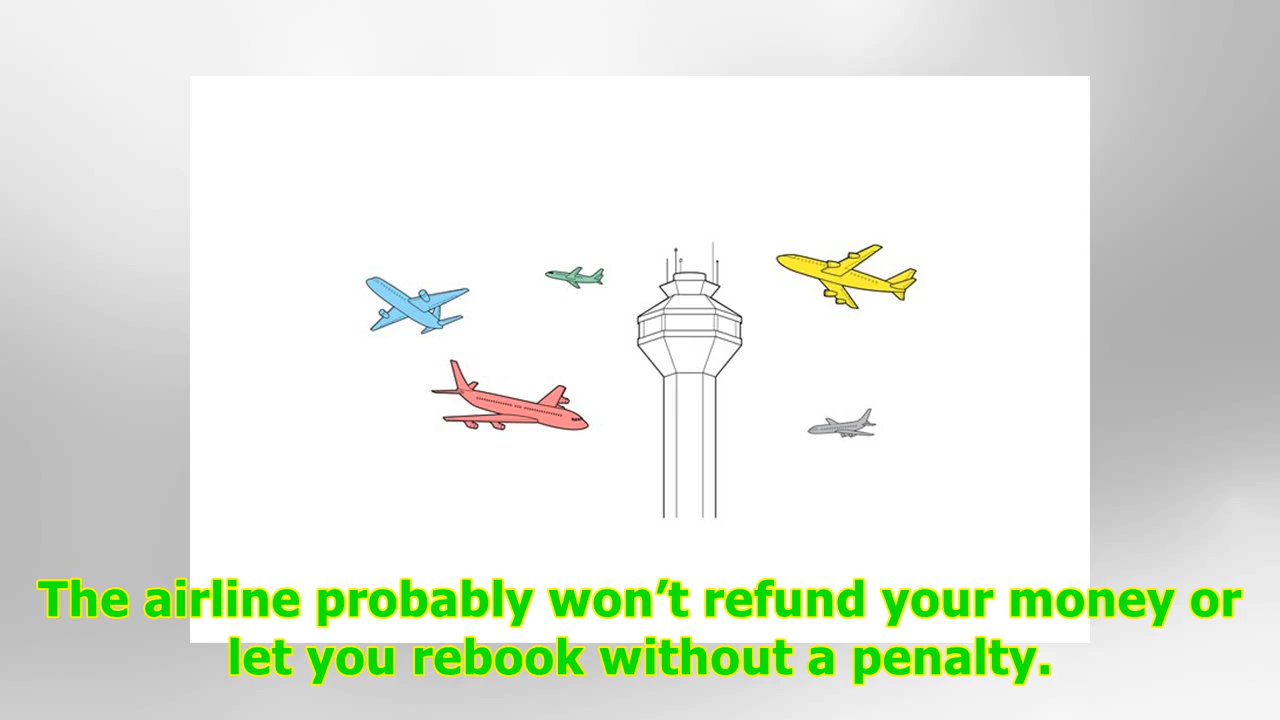 The airline probably won’t refund your money or
let you rebook without a penalty.